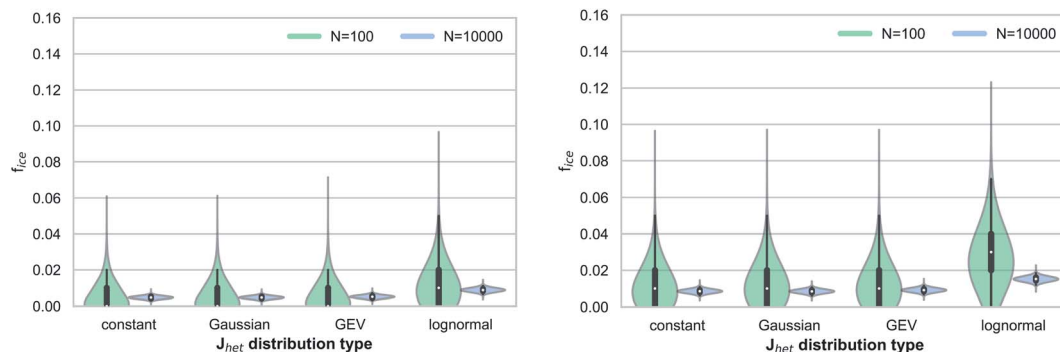 0.16
0.14
0.12
0.10
0.08
0.06
0.04
0.02
0.00
f_ice
N=100
N=10000
constant
Gaussian
GEV
lognormal
J_het distribution type
0.16
0.14
0.12
0.10
0.08
0.06
0.04
0.02
0.00
f_ice
N=100
N=10000
constant
Gaussian
GEV
lognormal
J_het distribution type